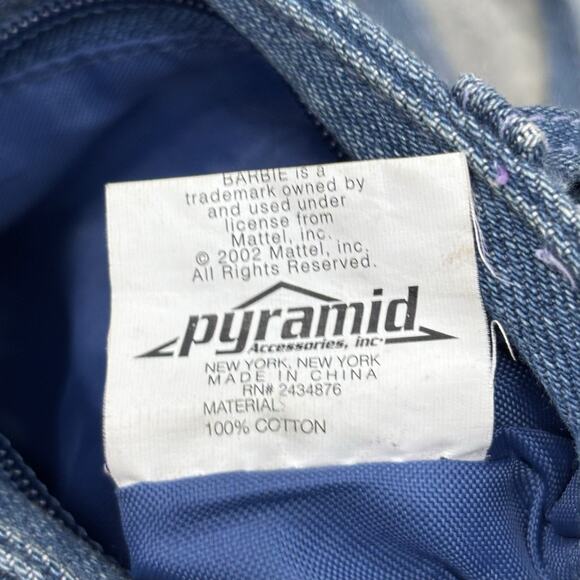 BARBIE is a
trademark owned by
and used under
license from
Mattel, inc.
© 2002 Mattel, inc.
All Rights Reserved.
pyramid
Accessories, inc.
NEW YORK, NEW YORK
MADE IN CHINA
RN# 2434876
MATERIAL:
100% COTTON